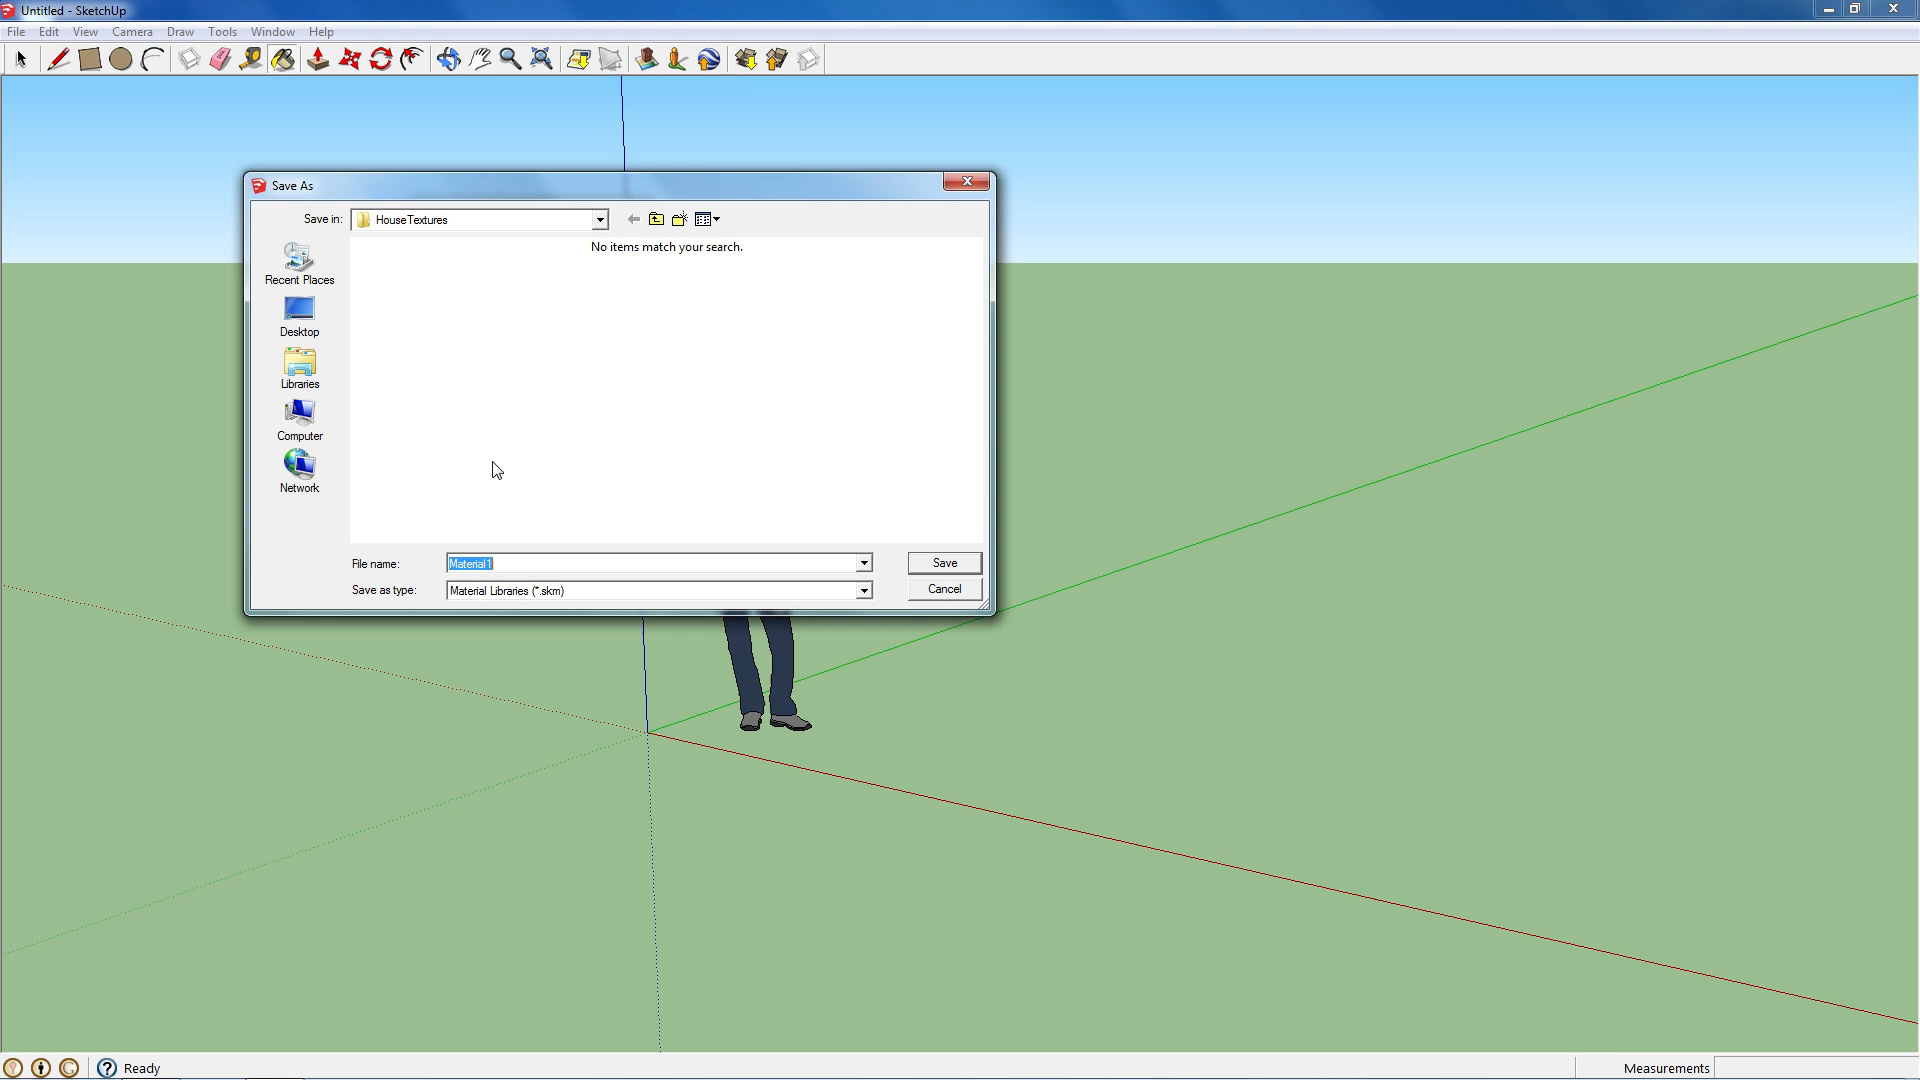 Untitled - SketchUp
File Edit View Camera Draw Tools Window Help
Save As
Save in: HouseTextures
No items match your search.
Recent Places
Desktop
Libraries
Computer
Network
File name: Material1 Save
Save as type: Material Libraries (*.skm) Cancel
Ready Measurements